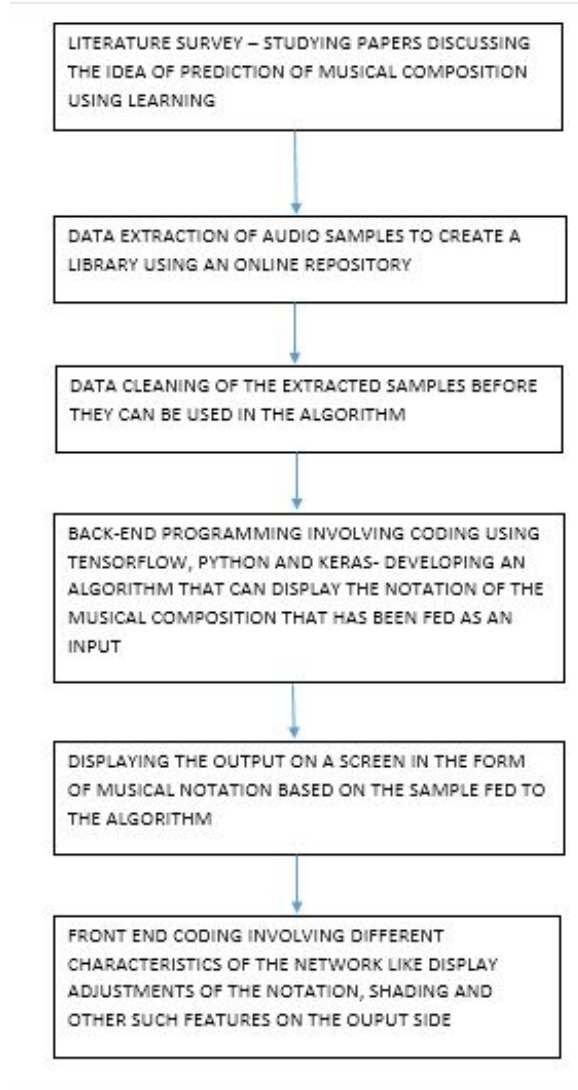 LITERATURE SURVEY – STUDYING PAPERS DISCUSSING
THE IDEA OF PREDICTION OF MUSICAL COMPOSITION
USING LEARNING
DATA EXTRACTION OF AUDIO SAMPLES TO CREATE A
LIBRARY USING AN ONLINE REPOSITORY
DATA CLEANING OF THE EXTRACTED SAMPLES BEFORE
THEY CAN BE USED IN THE ALGORITHM
BACK-END PROGRAMMING INVOLVING CODING USING
TENSORFLOW, PYTHON AND KERAS- DEVELOPING AN
ALGORITHM THAT CAN DISPLAY THE NOTATION OF THE
MUSICAL COMPOSITION THAT HAS BEEN FED AS AN
INPUT
DISPLAYING THE OUTPUT ON A SCREEN IN THE FORM
OF MUSICAL NOTATION BASED ON THE SAMPLE FED TO
THE ALGORITHM
FRONT END CODING INVOLVING DIFFERENT
CHARACTERISTICS OF THE NETWORK LIKE DISPLAY
ADJUSTMENTS OF THE NOTATION, SHADING AND
OTHER SUCH FEATURES ON THE OUPUT SIDE